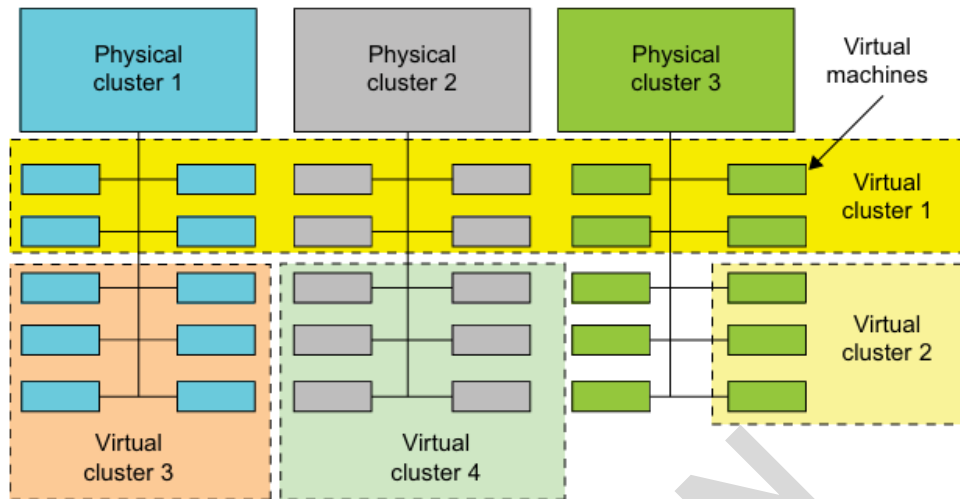 Physical
cluster 1
Physical
cluster 2
Physical
cluster 3
Virtual
machines
Virtual
cluster 1
Virtual
cluster 2
Virtual
cluster 3
Virtual
cluster 4